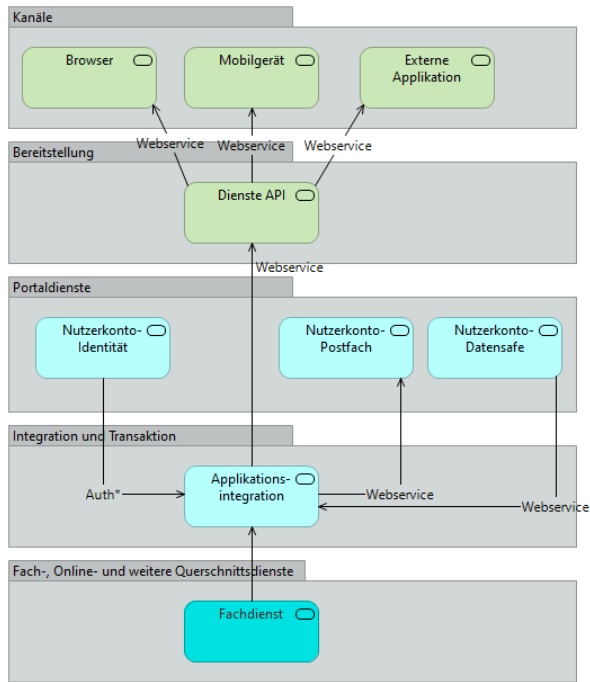 Kanäle
Browser
Mobilgerät
Externe
Applikation
Webservice
Webservice
Webservice
Bereitstellung
Dienste API
Webservice
Portaldienste
Nutzerkonto-
Identität
Nutzerkonto-
Postfach
Nutzerkonto-
Datensafe
Integration und Transaktion
Applikations-
integration
Auth*
Webservice
Webservice
Fach-, Online- und weitere Querschnittsdienste
Fachdienst